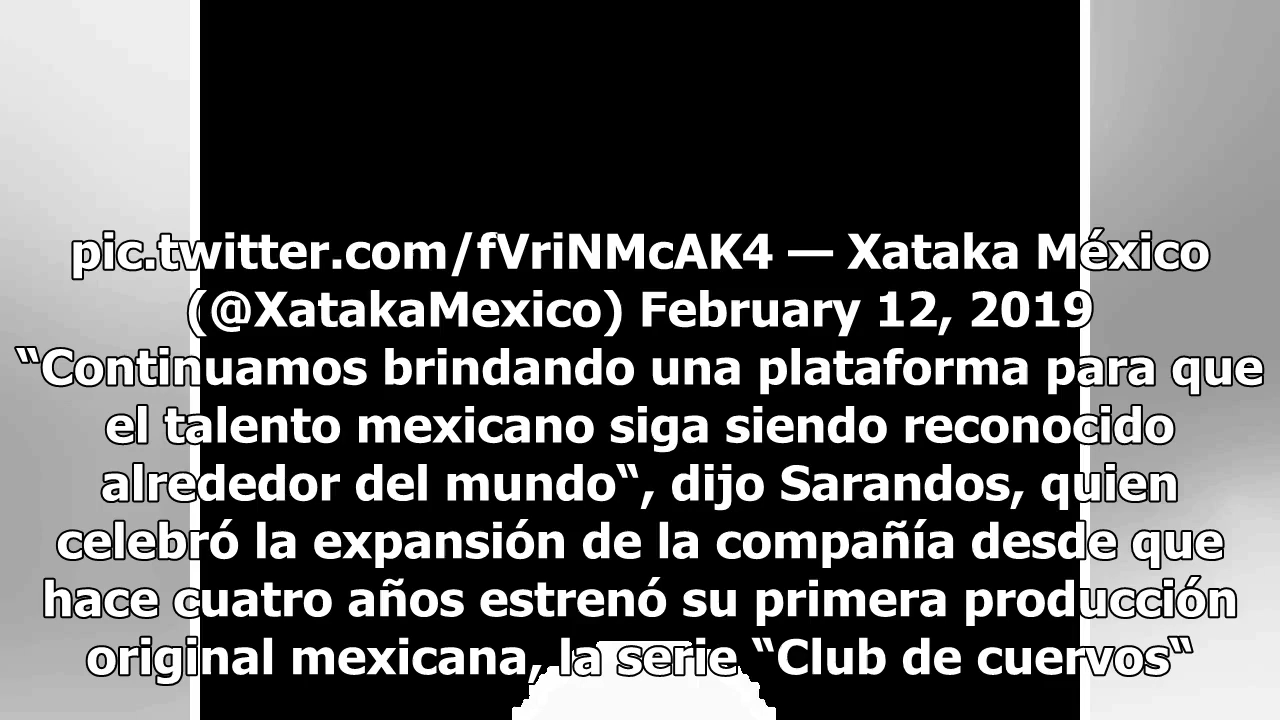 pic.twitter.com/fVriNMcAK4 — Xataka México
(@XatakaMexico) February 12, 2019
“Continuamos brindando una plataforma para que
el talento mexicano siga siendo reconocido
alrededor del mundo“, dijo Sarandos, quien
celebró la expansión de la compañía desde que
hace cuatro años estrenó su primera producción
original mexicana, la serie “Club de cuervos“